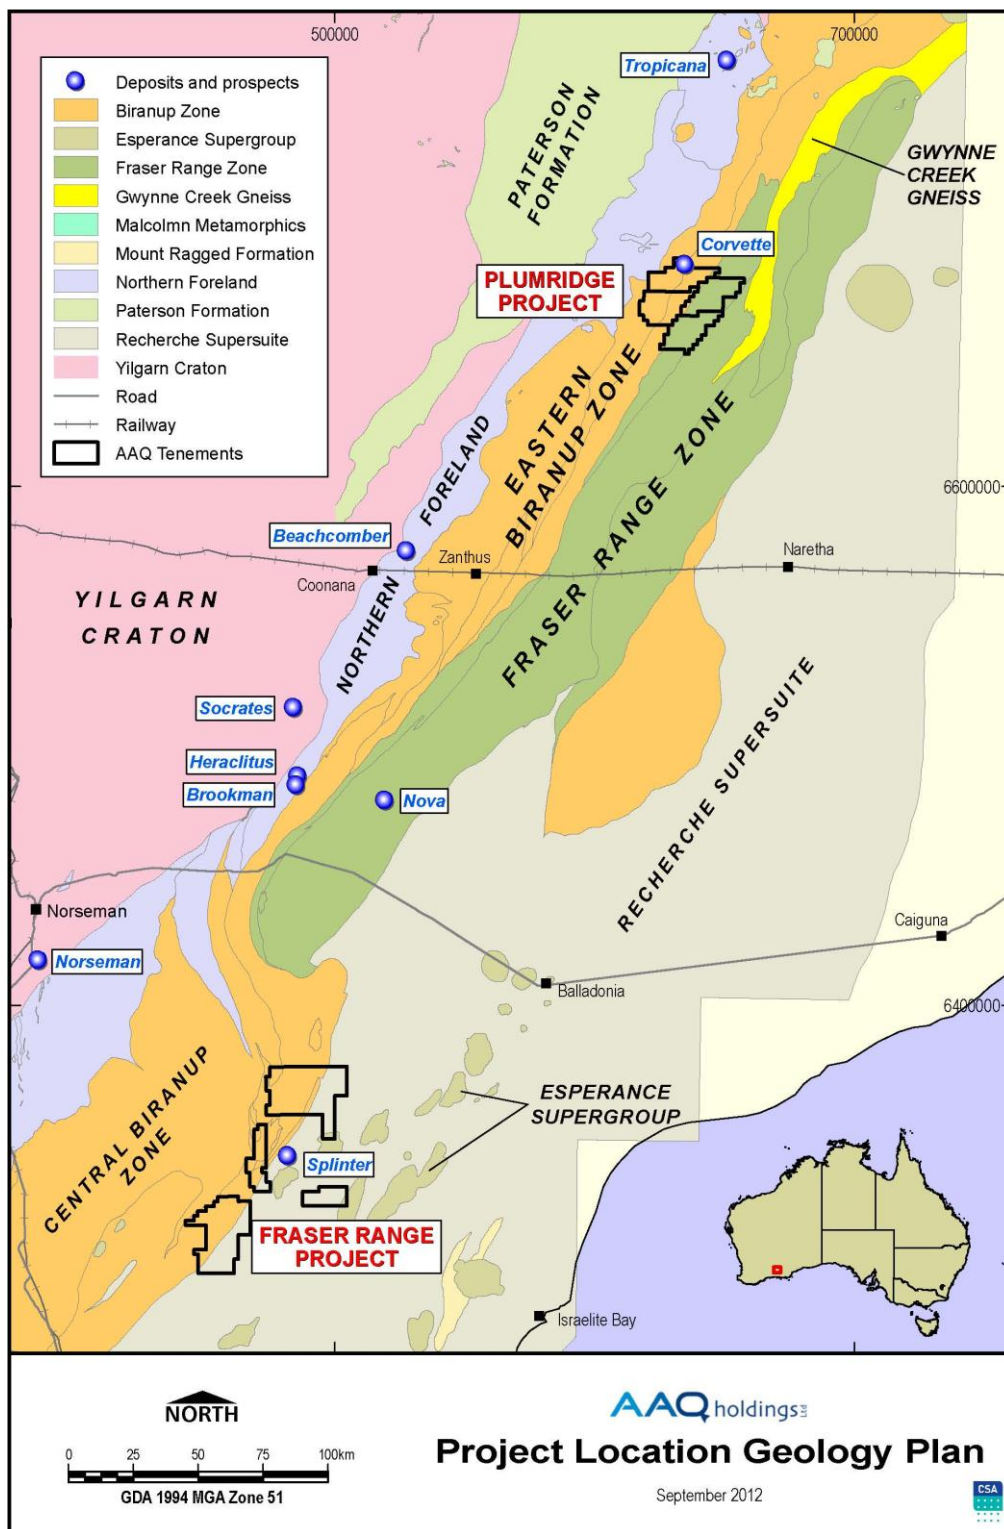 500000
700000
Deposits and prospects
Biranup Zone
Esperance Supergroup
Fraser Range Zone
Gwynne Creek Gneiss
Malcolmn Metamorphics
Mount Ragged Formation
Northern Foreland
Paterson Formation
Recherche Supersuite
Yilgarn Craton
Road
Railway
AAQ Tenements
Tropicana
PATERSON
FORMATION
GWYNNE
CREEK
GNEISS
Corvette
PLUMRIDGE
PROJECT
EASTERN
BIRANUP ZONE
FRASER RANGE ZONE
NORTHERN FORELAND
6600000
Beachcomber
Coonana
Zanthus
Naretha
YILGARN
CRATON
Socrates
Heraclitus
Brookman
Nova
RECHERCHE SUPERSUITE
Norseman
Norseman
Caiguna
Balladonia
6400000
CENTRAL BIRANUP
ZONE
ESPERANCE
SUPERGROUP
Splinter
FRASER RANGE
PROJECT
Israelite Bay
NORTH
0 25 50 75 100km
GDA 1994 MGA Zone 51
AAQ holdings Ltd
Project Location Geology Plan
September 2012
CSA